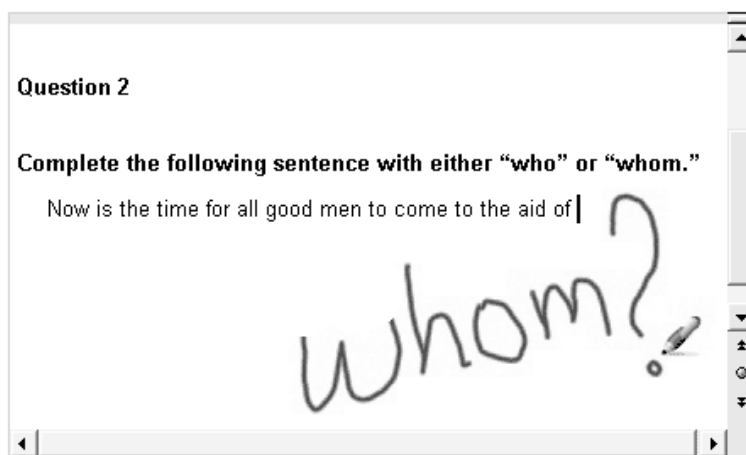 Question 2
Complete the following sentence with either “who” or “whom.”
Now is the time for all good men to come to the aid of
whom?